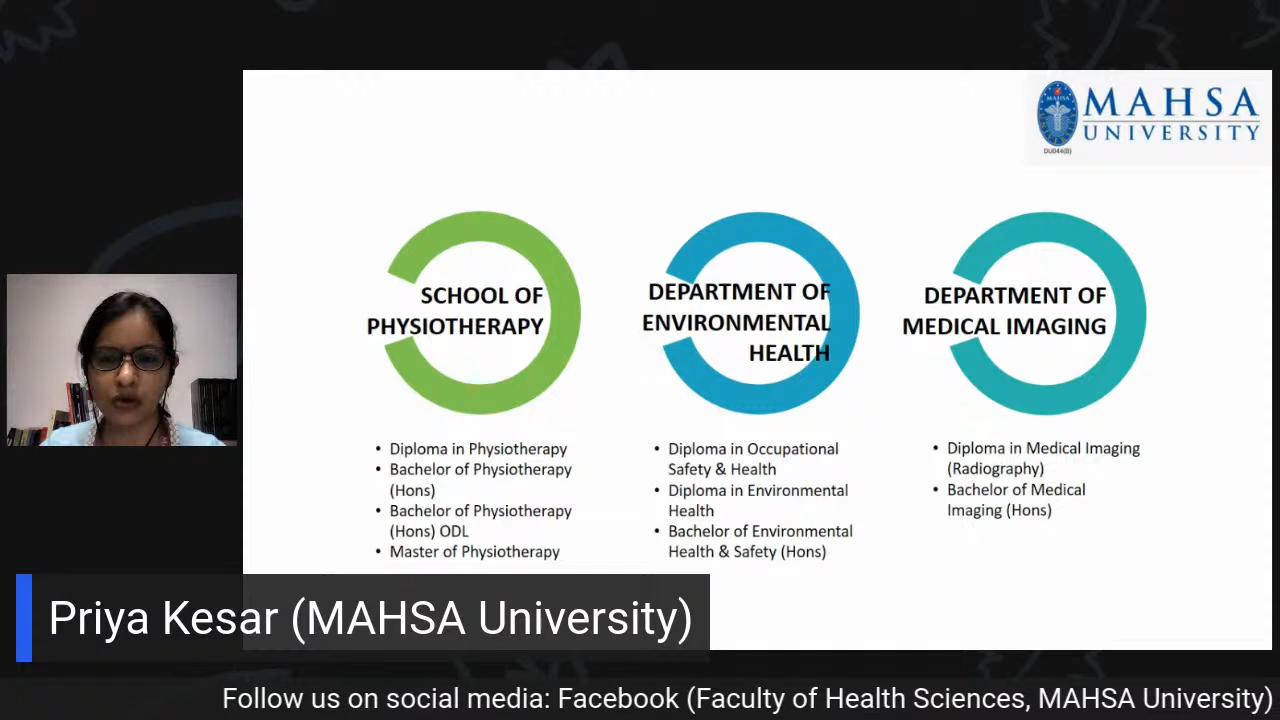 MAHSA
UNIVERSITY
MAHSA
DU044(B)
SCHOOL OF
PHYSIOTHERAPY
DEPARTMENT OF
ENVIRONMENTAL
HEALTH
DEPARTMENT OF
MEDICAL IMAGING
• Diploma in Physiotherapy
• Bachelor of Physiotherapy
(Hons)
• Bachelor of Physiotherapy
(Hons) ODL
• Master of Physiotherapy
• Diploma in Occupational
Safety & Health
• Diploma in Environmental
Health
• Bachelor of Environmental
Health & Safety (Hons)
• Diploma in Medical Imaging
(Radiography)
• Bachelor of Medical
Imaging (Hons)
Priya Kesar (MAHSA University)
Follow us on social media: Facebook (Faculty of Health Sciences, MAHSA University)